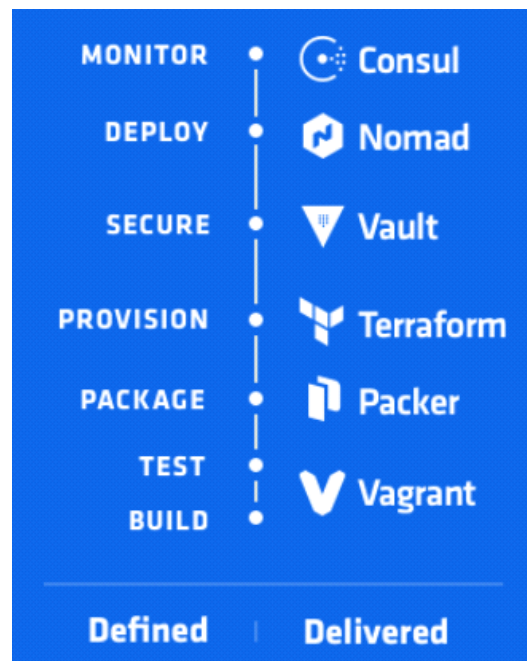 MONITOR Consul
DEPLOY Nomad
SECURE Vault
PROVISION Terraform
PACKAGE Packer
TEST
Vagrant
BUILD
Defined Delivered